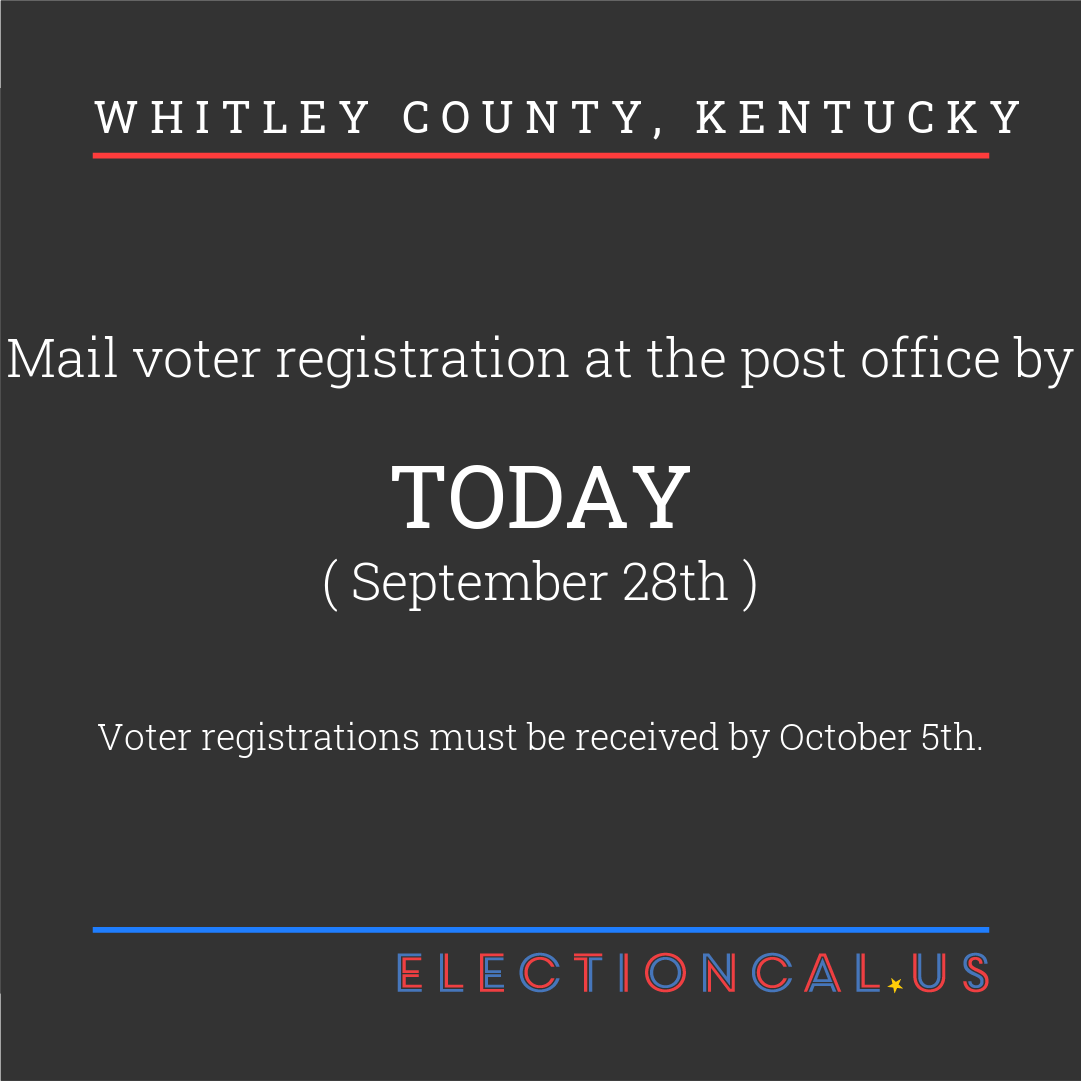 WHITLEY COUNTY, KENTUCKY
Mail voter registration at the post office by
TODAY
( September 28th )
Voter registrations must be received by October 5th.
ELECTIONCAL.US